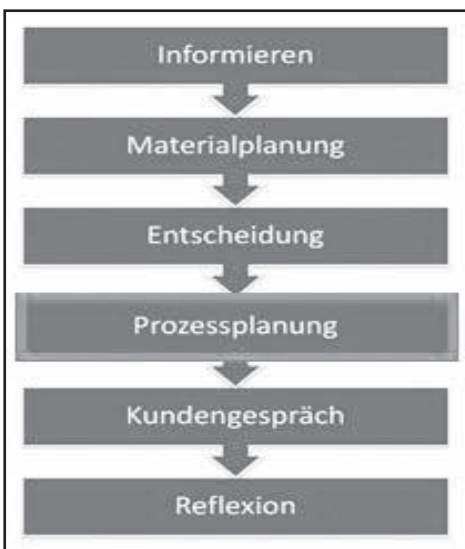 Informieren
Materialplanung
Entscheidung
Prozessplanung
Kundengespräch
Reflexion